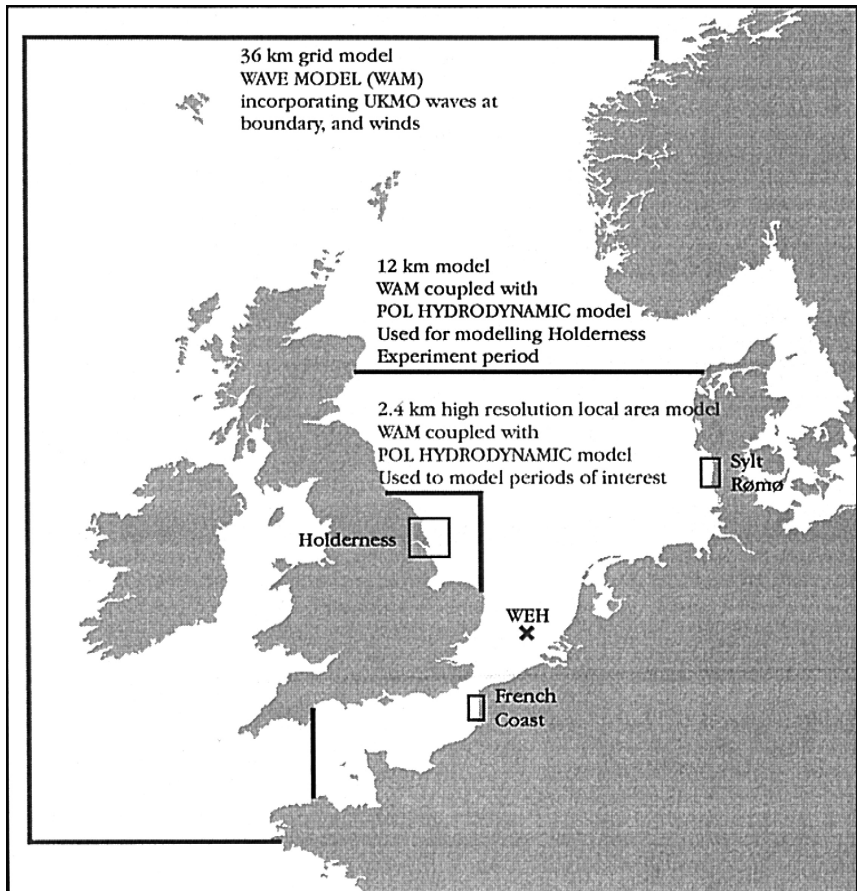 36 km grid model
WAVE MODEL (WAM)
incorporating UKMO waves at
boundary, and winds
12 km model
WAM coupled with
POL HYDRODYNAMIC model
Used for modelling Holderness
Experiment period
2.4 km high resolution local area model
WAM coupled with
POL HYDRODYNAMIC model
Used to model periods of interest
Sylt
Rømø
Holderness
WEH
French
Coast